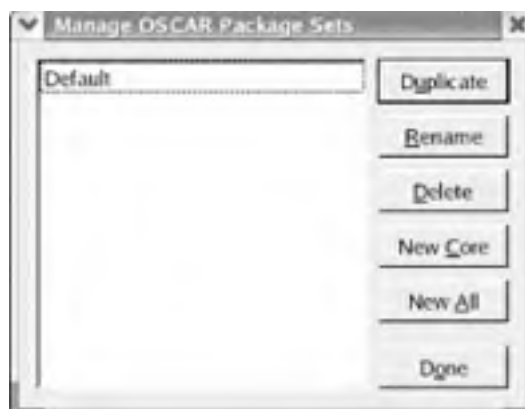 Manage OSCAR Package Sets
Default
Duplicate
Rename
Delete
New Core
New All
Done